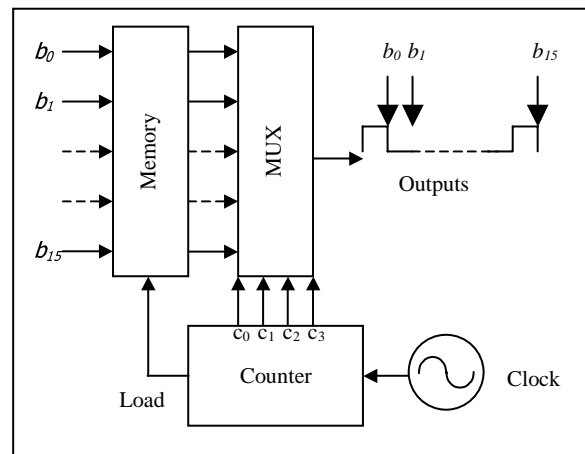 b0
b1
b15
Memory
MUX
b0 b1 b15
Outputs
c0 c1 c2 c3
Counter
Load
Clock